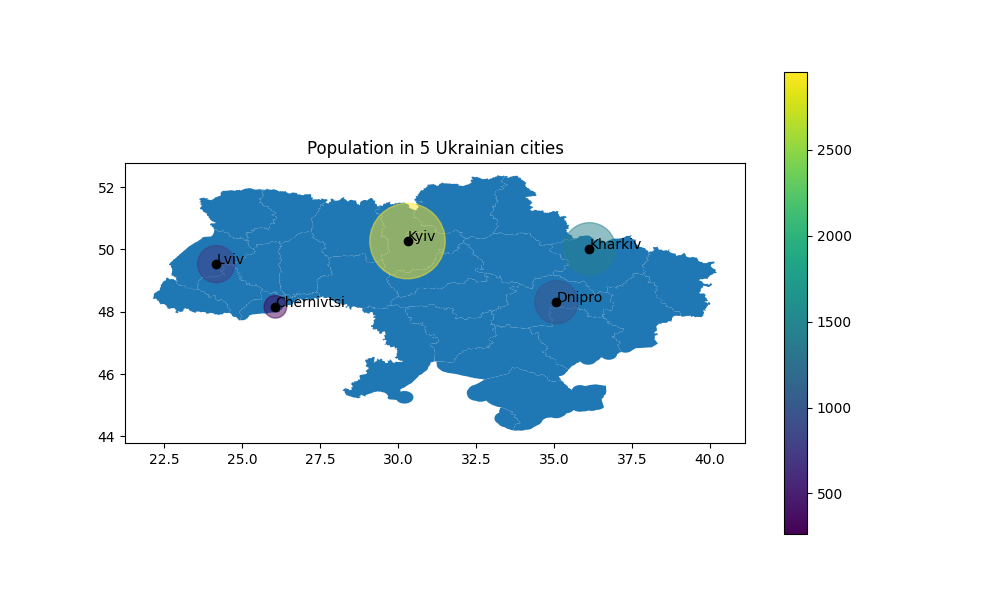 Population in 5 Ukrainian cities
52
50
48
46
44
22.5 25.0 27.5 30.0 32.5 35.0 37.5 40.0
Kyiv
Kharkiv
Lviv
Dnipro
Chernivtsi
2500
2000
1500
1000
500